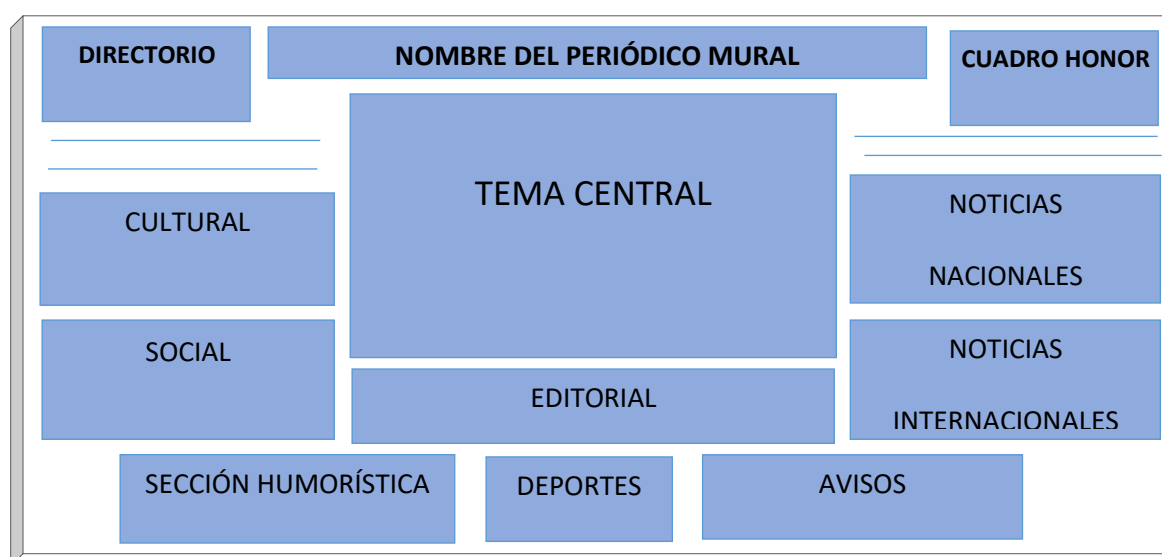 DIRECTORIO
NOMBRE DEL PERIÓDICO MURAL
CUADRO HONOR
TEMA CENTRAL
CULTURAL
NOTICIAS
NACIONALES
SOCIAL
NOTICIAS
INTERNACIONALES
EDITORIAL
SECCIÓN HUMORÍSTICA
DEPORTES
AVISOS